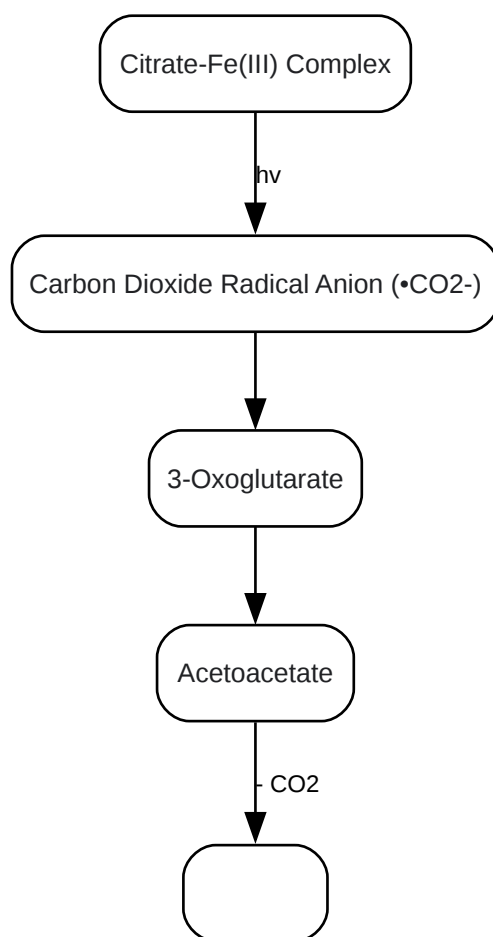 Citrate-Fe(III) Complex
hv
Carbon Dioxide Radical Anion (•CO2-)
3-Oxoglutarate
Acetoacetate
- CO2